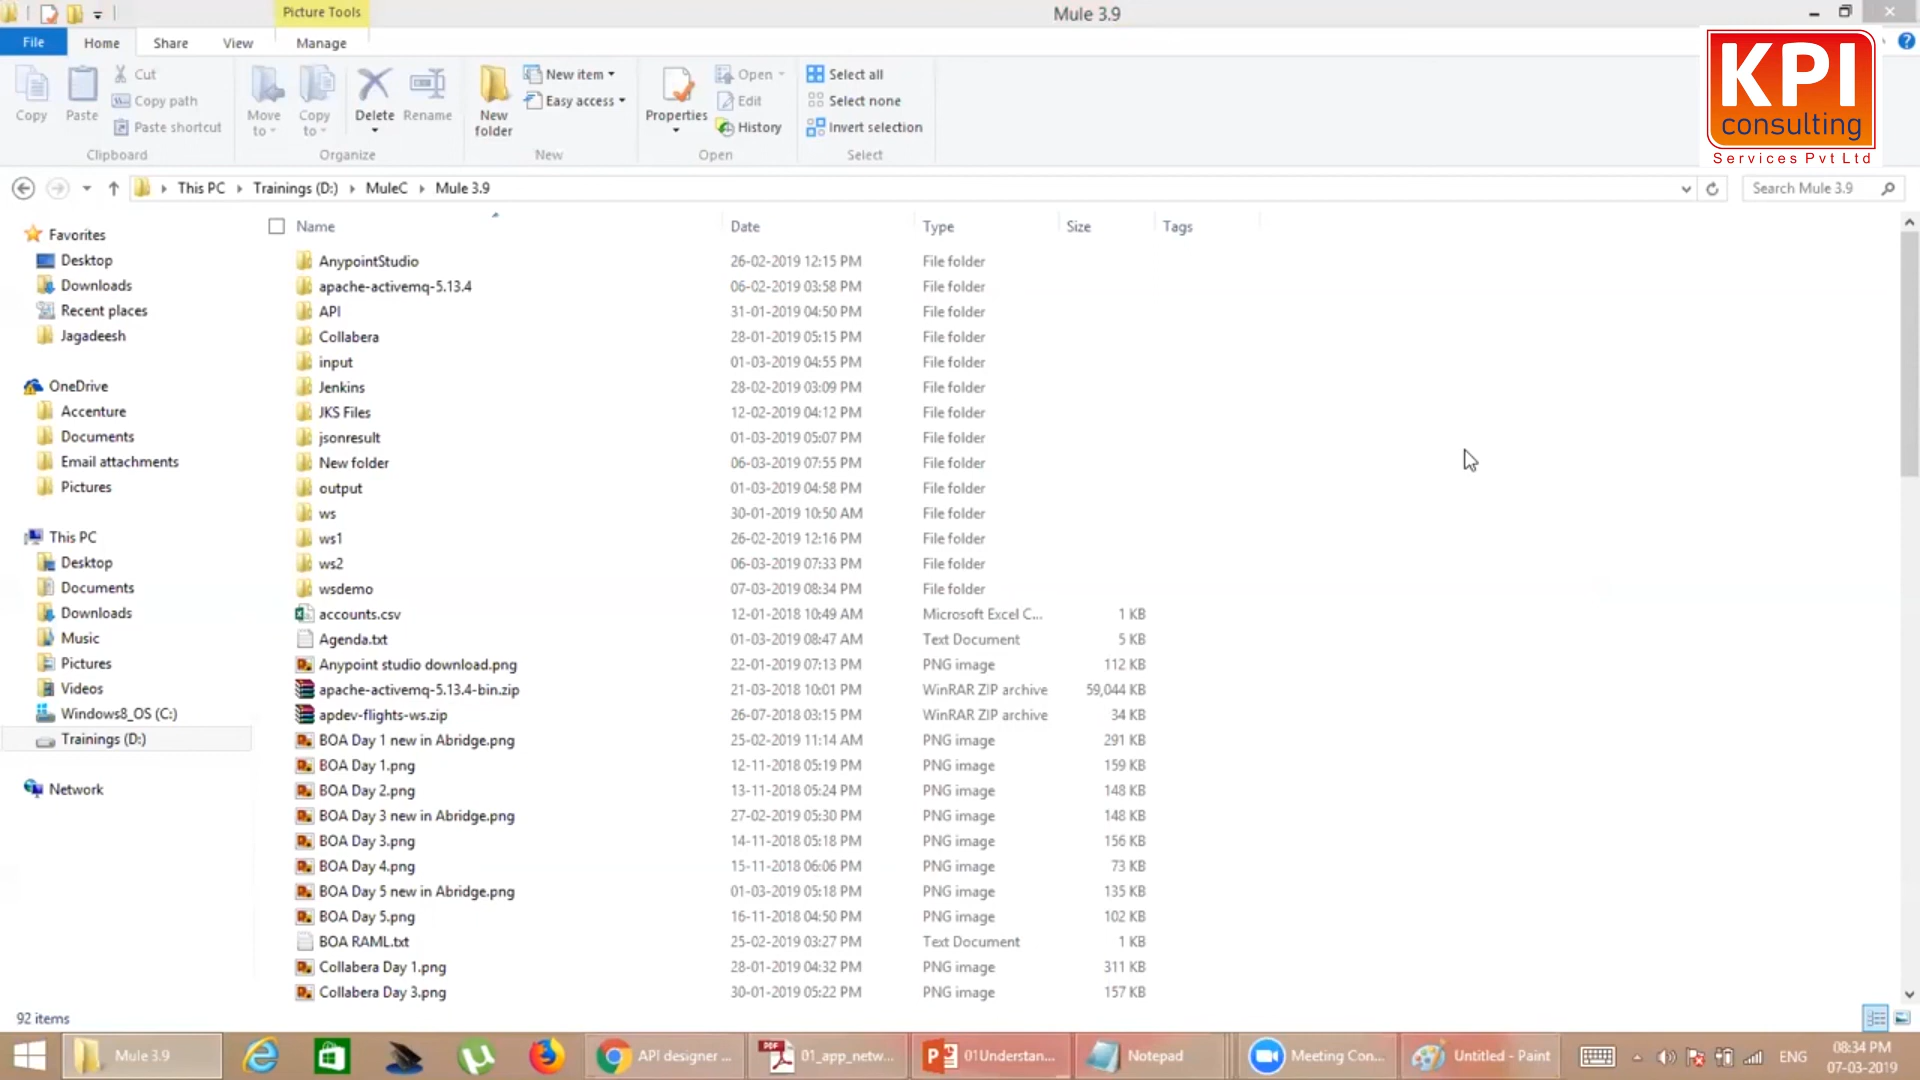 Picture Tools
Mule 3.9
File Home Share View Manage
Copy
Paste
Cut
Copy path
Paste shortcut
Clipboard
Move to
Copy to
Delete
Rename
Organize
New folder
New item
Easy access
New
Properties
Open
Edit
History
Open
Select all
Select none
Invert selection
Select
KPI
consulting
Services Pvt Ltd
This PC Trainings (D:) MuleC Mule 3.9
Search Mule 3.9
Favorites
Desktop
Downloads
Recent places
Jagadeesh
OneDrive
Accenture
Documents
Email attachments
Pictures
This PC
Desktop
Documents
Downloads
Music
Pictures
Videos
Windows8_OS (C:)
Trainings (D:)
Network
Name Date Type Size Tags
AnypointStudio 26-02-2019 12:15 PM File folder
apache-activemq-5.13.4 06-02-2019 03:58 PM File folder
API 31-01-2019 04:50 PM File folder
Collabera 28-01-2019 05:15 PM File folder
input 01-03-2019 04:55 PM File folder
Jenkins 28-02-2019 03:09 PM File folder
JKS Files 12-02-2019 04:12 PM File folder
jsonresult 01-03-2019 05:07 PM File folder
New folder 06-03-2019 07:55 PM File folder
output 01-03-2019 04:58 PM File folder
ws 30-01-2019 10:50 AM File folder
ws1 26-02-2019 12:16 PM File folder
ws2 06-03-2019 07:33 PM File folder
wsdemo 07-03-2019 08:34 PM File folder
accounts.csv 12-01-2018 10:49 AM Microsoft Excel C... 1 KB
Agenda.txt 01-03-2019 08:47 AM Text Document 5 KB
Anypoint studio download.png 22-01-2019 07:13 PM PNG image 112 KB
apache-activemq-5.13.4-bin.zip 21-03-2018 10:01 PM WinRAR ZIP archive 59,044 KB
apdev-flights-ws.zip 26-07-2018 03:15 PM WinRAR ZIP archive 34 KB
BOA Day 1 new in Abridge.png 25-02-2019 11:14 AM PNG image 291 KB
BOA Day 1.png 12-11-2018 05:19 PM PNG image 159 KB
BOA Day 2.png 13-11-2018 05:24 PM PNG image 148 KB
BOA Day 3 new in Abridge.png 27-02-2019 05:30 PM PNG image 148 KB
BOA Day 3.png 14-11-2018 05:18 PM PNG image 156 KB
BOA Day 4.png 15-11-2018 06:06 PM PNG image 73 KB
BOA Day 5 new in Abridge.png 01-03-2019 05:18 PM PNG image 135 KB
BOA Day 5.png 16-11-2018 04:50 PM PNG image 102 KB
BOA RAML.txt 25-02-2019 03:27 PM Text Document 1 KB
Collabera Day 1.png 28-01-2019 04:32 PM PNG image 311 KB
Collabera Day 3.png 30-01-2019 05:22 PM PNG image 157 KB
92 items
Mule 3.9
API designer ...
01_app_netw...
01Understan...
Notepad
Meeting Con...
Untitled - Paint
ENG
08:34 PM
07-03-2019